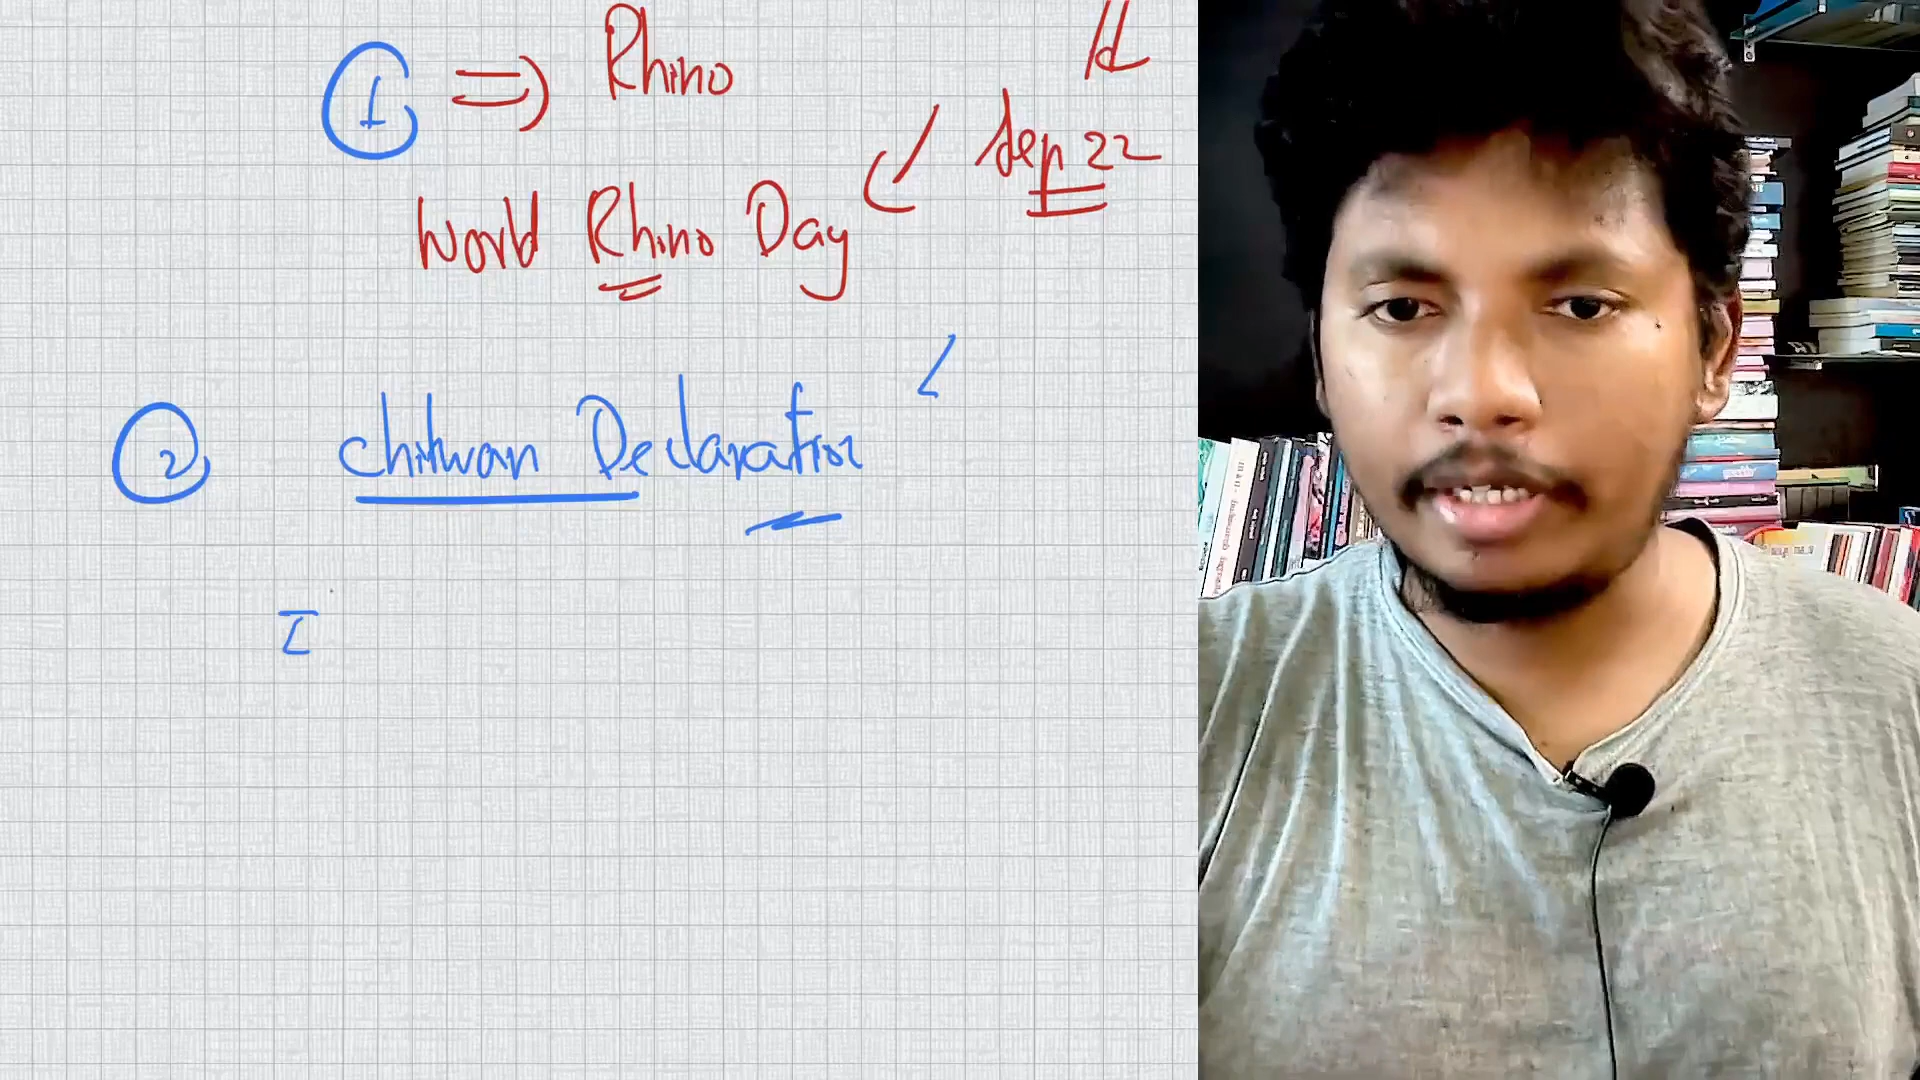 1 => Rhino
Sep 22
World Rhino Day
2 Chitwan Declaration
I